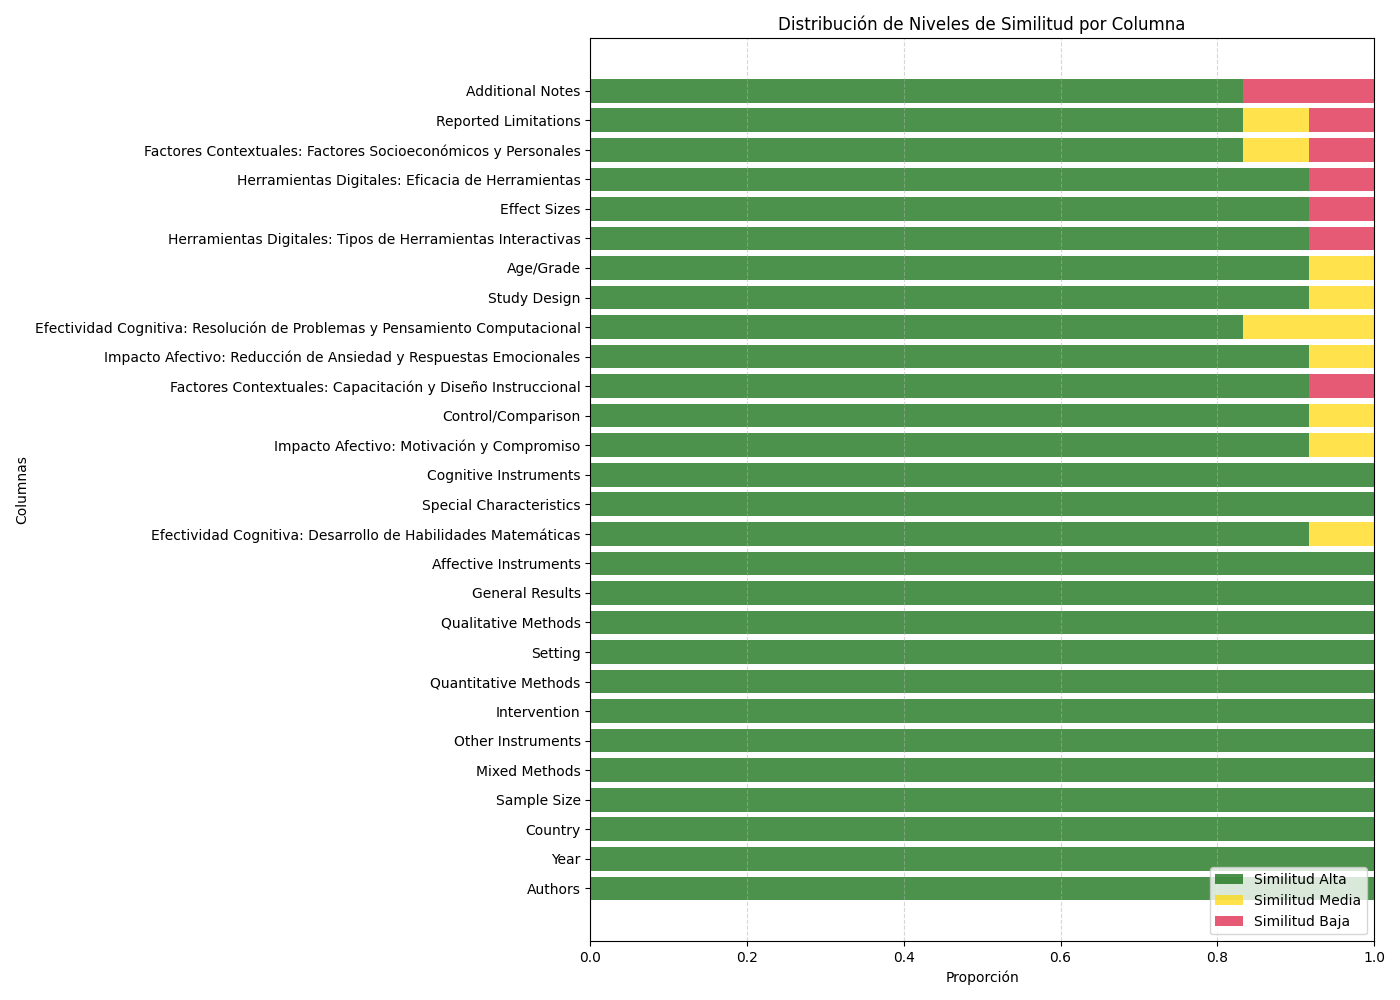 Distribución de Niveles de Similitud por Columna
Additional Notes
Reported Limitations
Factores Contextuales: Factores Socioeconómicos y Personales
Herramientas Digitales: Eficacia de Herramientas
Effect Sizes
Herramientas Digitales: Tipos de Herramientas Interactivas
Age/Grade
Study Design
Efectividad Cognitiva: Resolución de Problemas y Pensamiento Computacional
Impacto Afectivo: Reducción de Ansiedad y Respuestas Emocionales
Factores Contextuales: Capacitación y Diseño Instruccional
Control/Comparison
Impacto Afectivo: Motivación y Compromiso
Cognitive Instruments
Special Characteristics
Efectividad Cognitiva: Desarrollo de Habilidades Matemáticas
Affective Instruments
General Results
Qualitative Methods
Setting
Quantitative Methods
Intervention
Other Instruments
Mixed Methods
Sample Size
Country
Year
Authors
Columnas
Similitud Alta
Similitud Media
Similitud Baja
0.0 0.2 0.4 0.6 0.8 1.0
Proporción